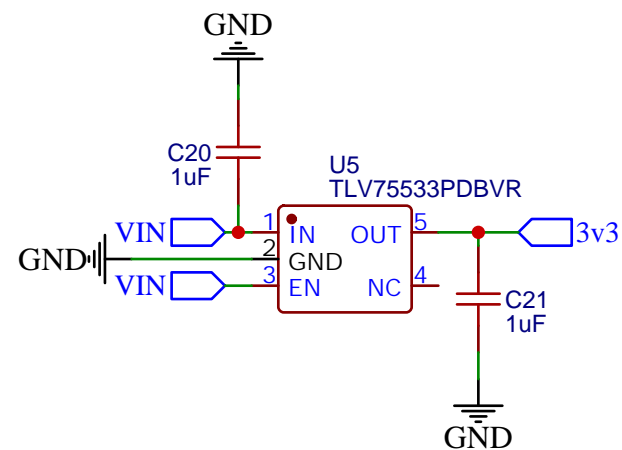 GND
C20
1uF
U5
TLV75533PDBVR
VIN
1
IN
OUT
5
3v3
GND
2
GND
VIN
3
EN
NC
4
C21
1uF
GND